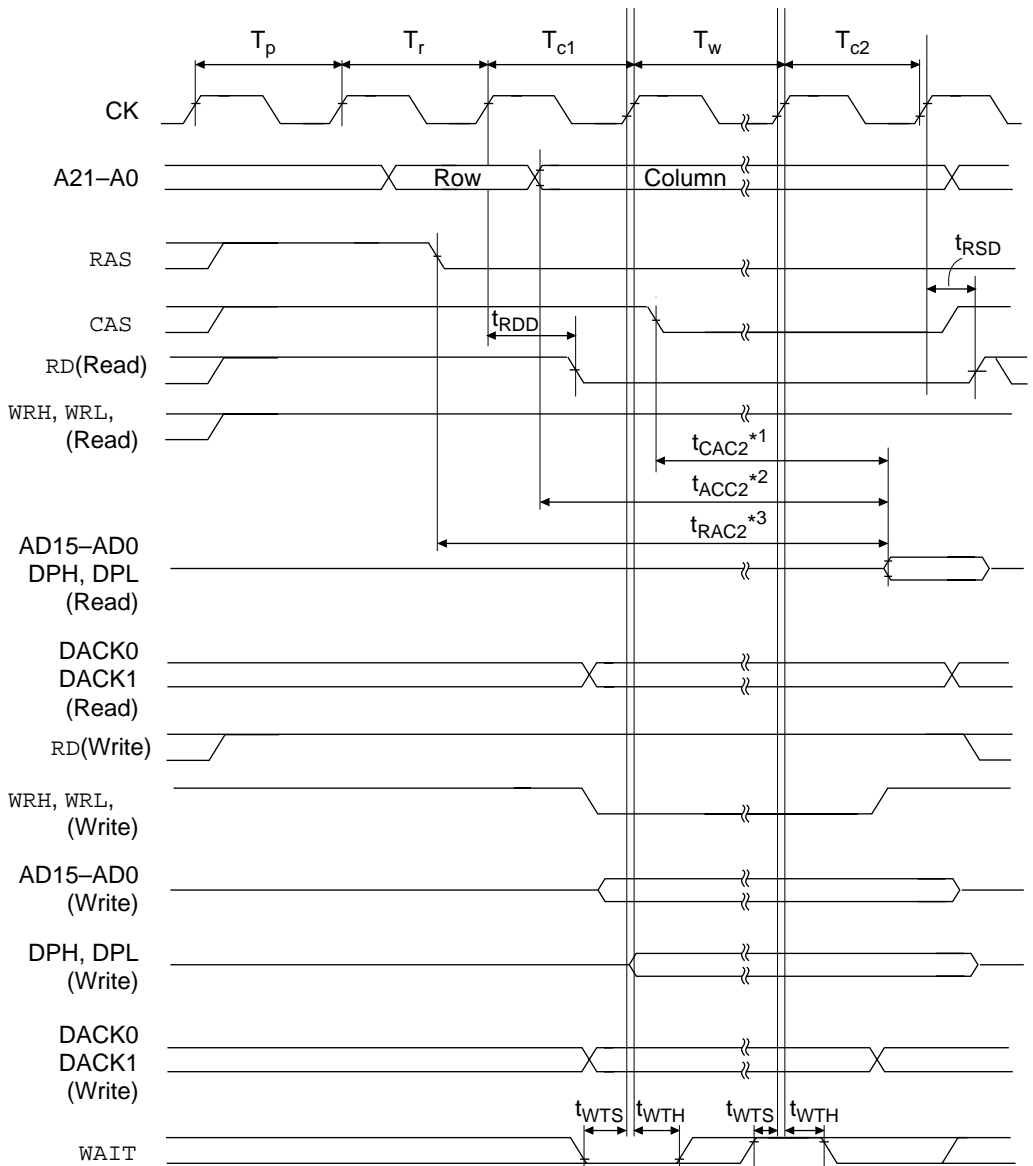 Tp Tr Tc1 Tw Tc2
CK
A21–A0 Row Column
RAS
tRSD
CAS
tRDD
RD(Read)
WRH, WRL,
(Read)
tCAC2*1
tACC2*2
tRAC2*3
AD15–AD0
DPH, DPL
(Read)
DACK0
DACK1
(Read)
RD(Write)
WRH, WRL,
(Write)
AD15–AD0
(Write)
DPH, DPL
(Write)
DACK0
DACK1
(Write)
tWTS tWTH tWTS tWTH
WAIT